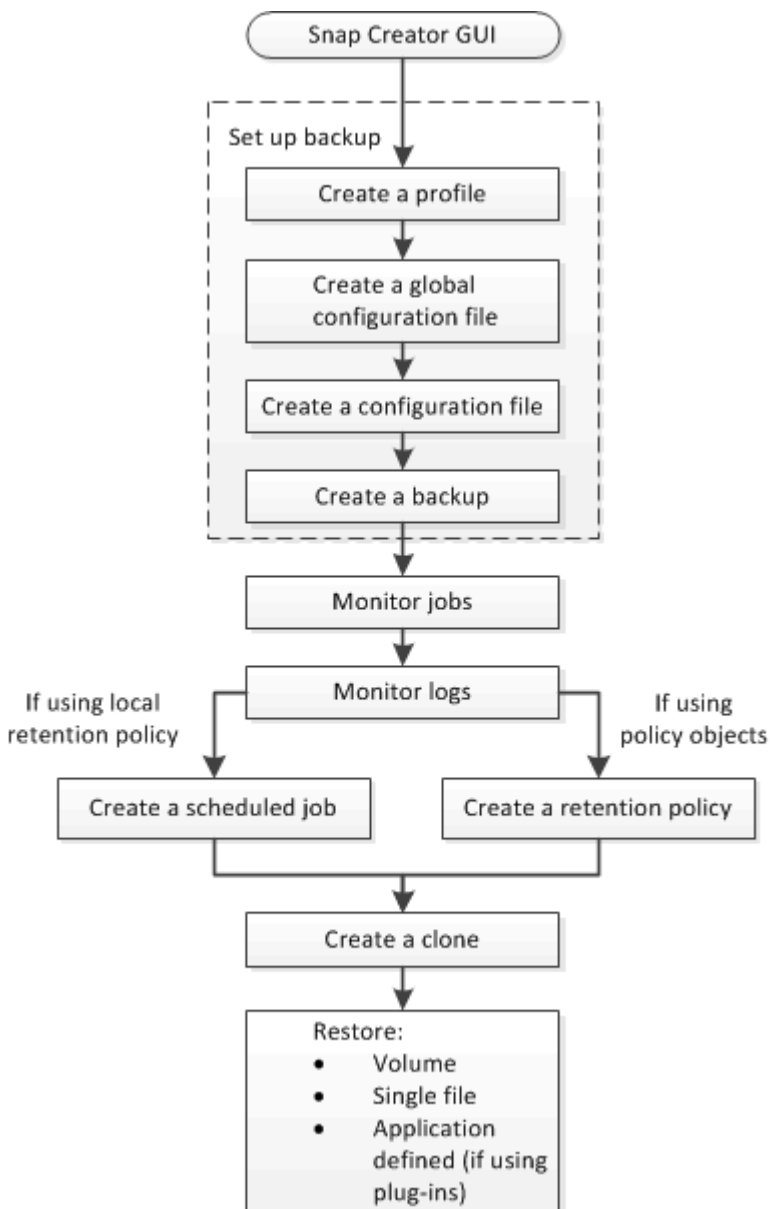 Snap Creator GUI
Set up backup
Create a profile
Create a global
configuration file
Create a configuration file
Create a backup
Monitor jobs
Monitor logs
If using local
retention policy
If using
policy objects
Create a scheduled job
Create a retention policy
Create a clone
Restore:
• Volume
• Single file
• Application
defined (if using
plug-ins)